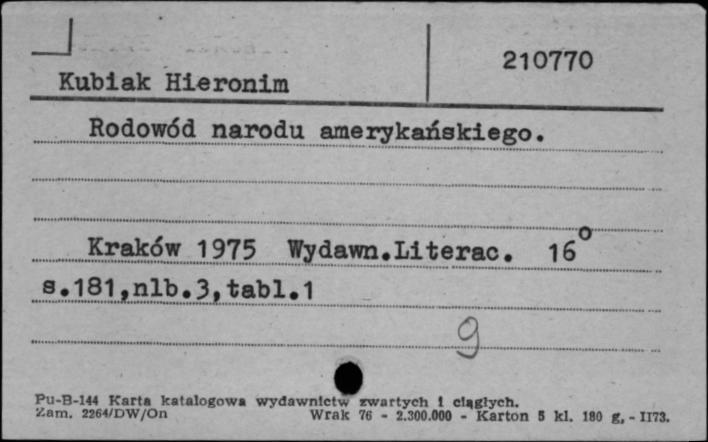 210770
Kubiak Hieronim
Rodowód narodu amerykańskiego.
Kraków 1975 Wydawn.Literac. 16°
s.181,nlb.3,tabl.1
9
Pu-B-144 Karta katalogowa wydawnictw zwartych i ciągłych.
Zam. 2264/DW/On Wrak 76 - 2.300.000 - Karton 5 kl. 180 g, - II73.